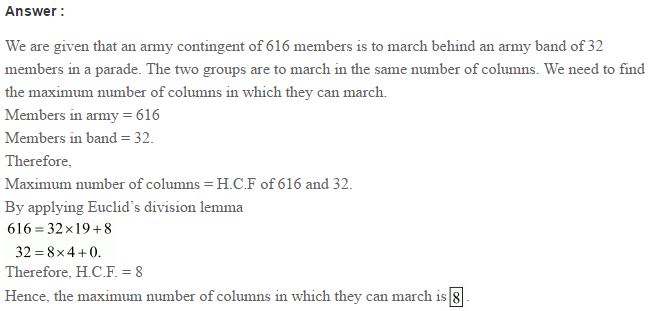 Answer :
We are given that an army contingent of 616 members is to march behind an army band of 32
members in a parade. The two groups are to march in the same number of columns. We need to find
the maximum number of columns in which they can march.
Members in army = 616
Members in band = 32.
Therefore,
Maximum number of columns = H.C.F of 616 and 32.
By applying Euclid's division lemma
616 = 32×19+8
32 = 8×4+0.
Therefore, H.C.F. = 8
Hence, the maximum number of columns in which they can march is 8 .